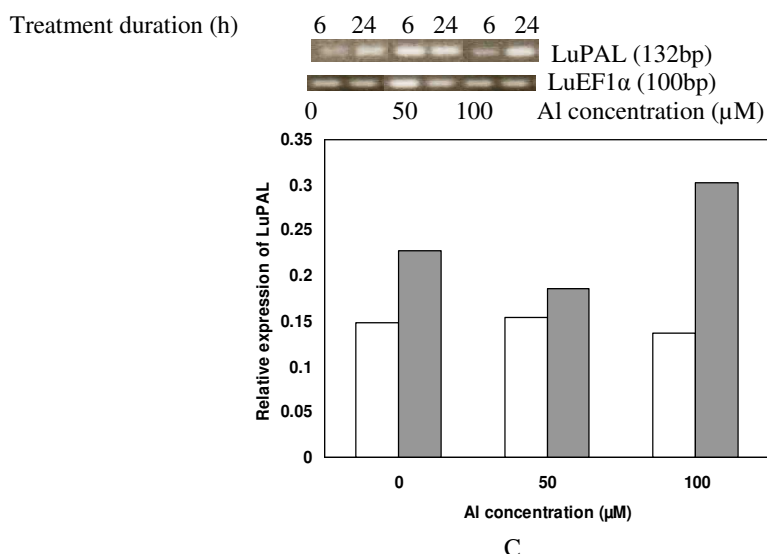 Treatment duration (h) 6 24 6 24 6 24
LuPAL (132bp)
LuEF1α (100bp)
0 50 100 Al concentration (µM)
0.35
0.3
0.25
0.2
0.15
0.1
0.05
0
Relative expression of LuPAL
0 50 100
Al concentration (µM)
C